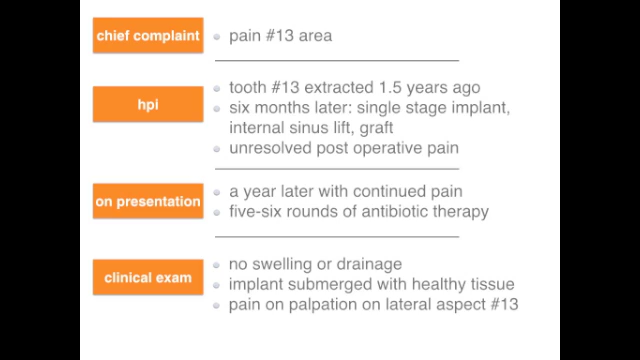 chief complaint
pain #13 area
hpi
tooth #13 extracted 1.5 years ago
six months later: single stage implant,
internal sinus lift, graft
unresolved post operative pain
on presentation
a year later with continued pain
five-six rounds of antibiotic therapy
clinical exam
no swelling or drainage
implant submerged with healthy tissue
pain on palpation on lateral aspect #13